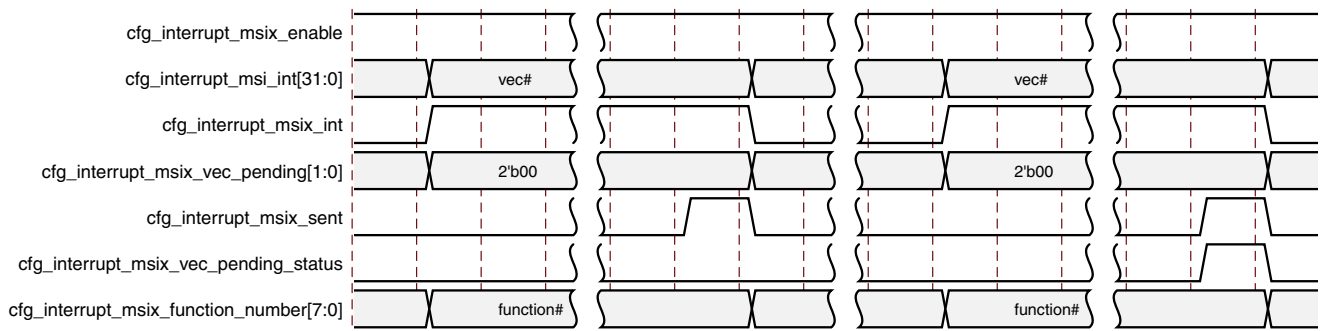 cfg_interrupt_msix_enable
cfg_interrupt_msi_int[31:0] vec# vec#
cfg_interrupt_msix_int
cfg_interrupt_msix_vec_pending[1:0] 2'b00 2'b00
cfg_interrupt_msix_sent
cfg_interrupt_msix_vec_pending_status
cfg_interrupt_msix_function_number[7:0] function# function#